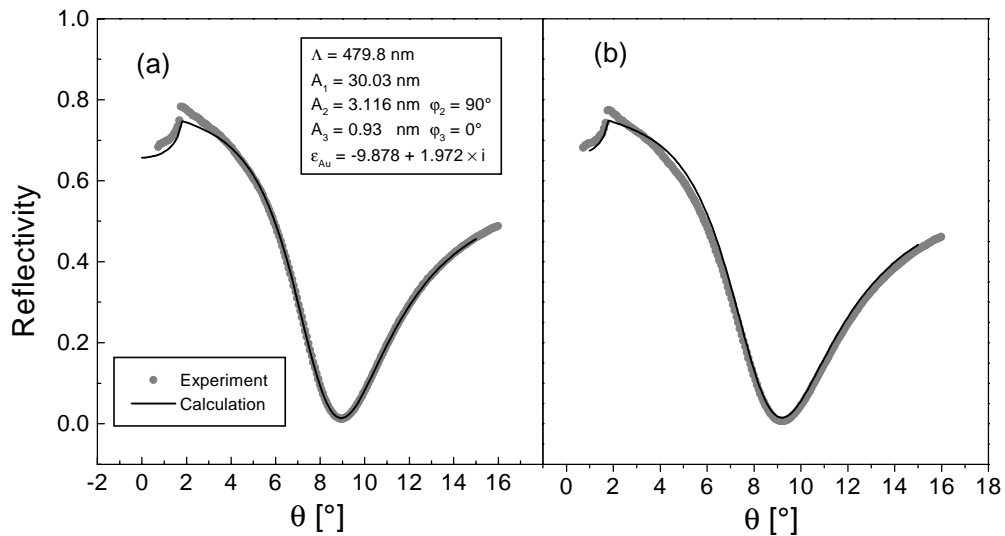 1.0
0.8
0.6
0.4
0.2
0.0
Reflectivity
(a)
Λ = 479.8 nm
A₁ = 30.03 nm
A₂ = 3.116 nm φ₂ = 90°
A₃ = 0.93 nm φ₃ = 0°
ε_Au = -9.878 + 1.972 × i
Experiment
Calculation
-2 0 2 4 6 8 10 12 14 16
θ [°]
(b)
0 2 4 6 8 10 12 14 16 18
θ [°]